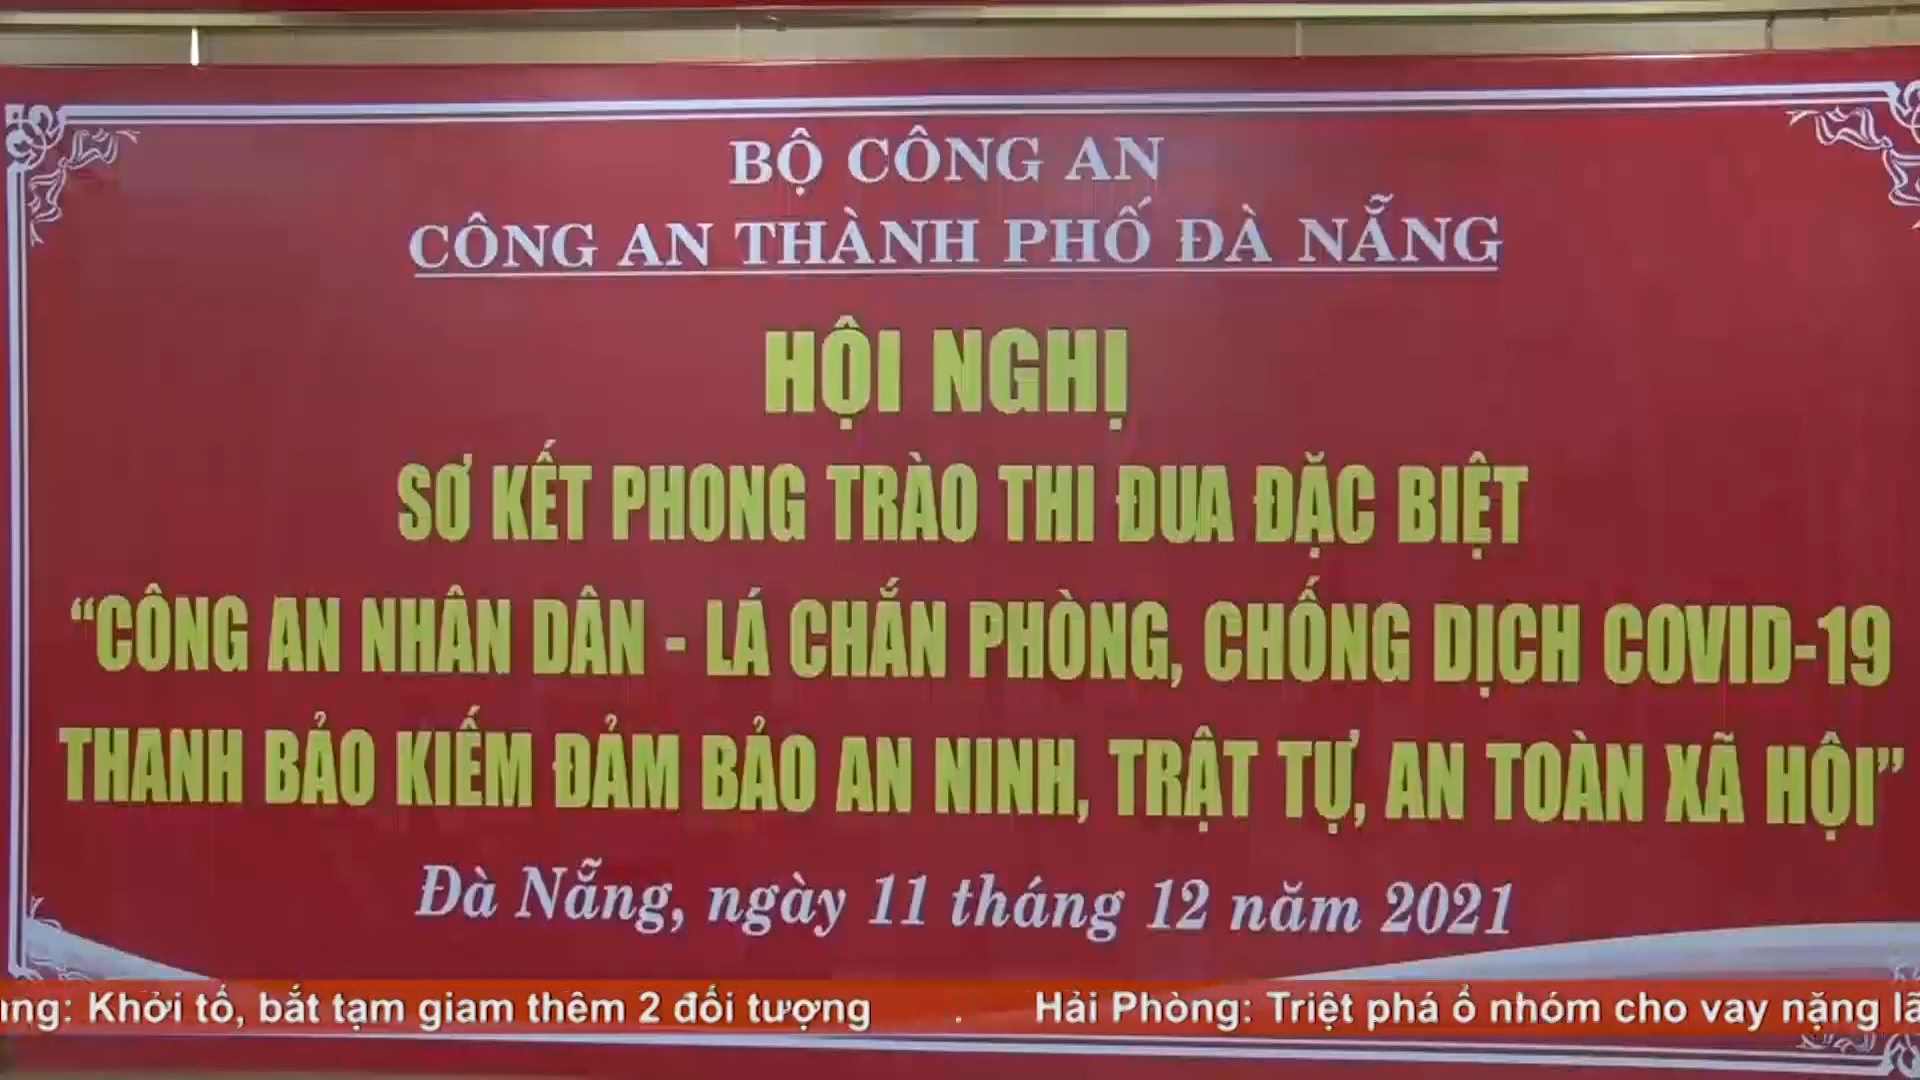 BỘ CÔNG AN
CÔNG AN THÀNH PHỐ ĐÀ NẴNG
HỘI NGHỊ
SƠ KẾT PHONG TRÀO THI ĐUA ĐẶC BIỆT
“CÔNG AN NHÂN DÂN - LÁ CHẮN PHÒNG, CHỐNG DỊCH COVID-19
THANH BẢO KIẾM ĐẢM BẢO AN NINH, TRẬT TỰ, AN TOÀN XÃ HỘI”
Đà Nẵng, ngày 11 tháng 12 năm 2021
Khởi tố, bắt tạm giam thêm 2 đối tượng . Hải Phòng: Triệt phá ổ nhóm cho vay nặng